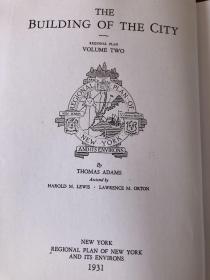 THE
BUILDING OF THE CITY
REGIONAL PLAN
VOLUME TWO
REGIONAL PLAN OF
NEW YORK
AND ITS ENVIRONS
By
THOMAS ADAMS
Assisted by
HAROLD M. LEWIS · LAWRENCE M. ORTON
NEW YORK
REGIONAL PLAN OF NEW YORK
AND ITS ENVIRONS
1931